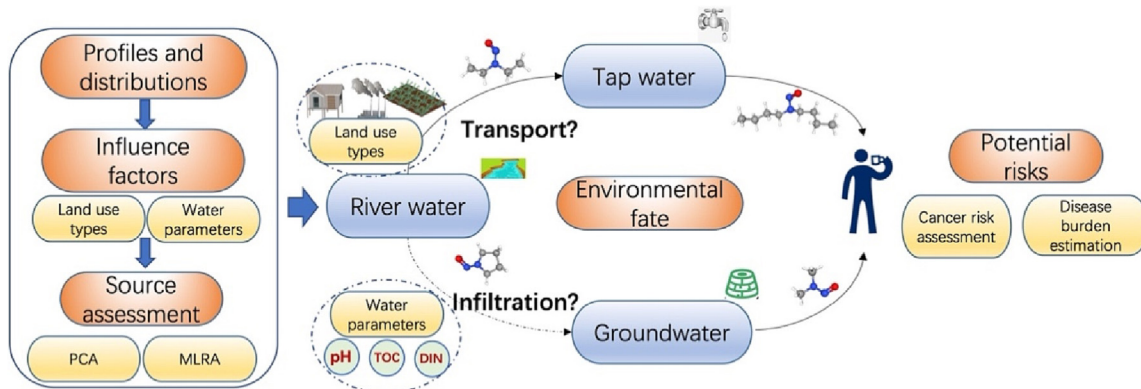 Profiles and
distributions
Influence
factors
Land use
types
Water
parameters
Source
assessment
PCA
MLRA
Land use
types
Transport?
River water
Infiltration?
Water
parameters
pH
TOC
DIN
Tap water
Environmental
fate
Groundwater
Potential
risks
Cancer risk
assessment
Disease
burden
estimation